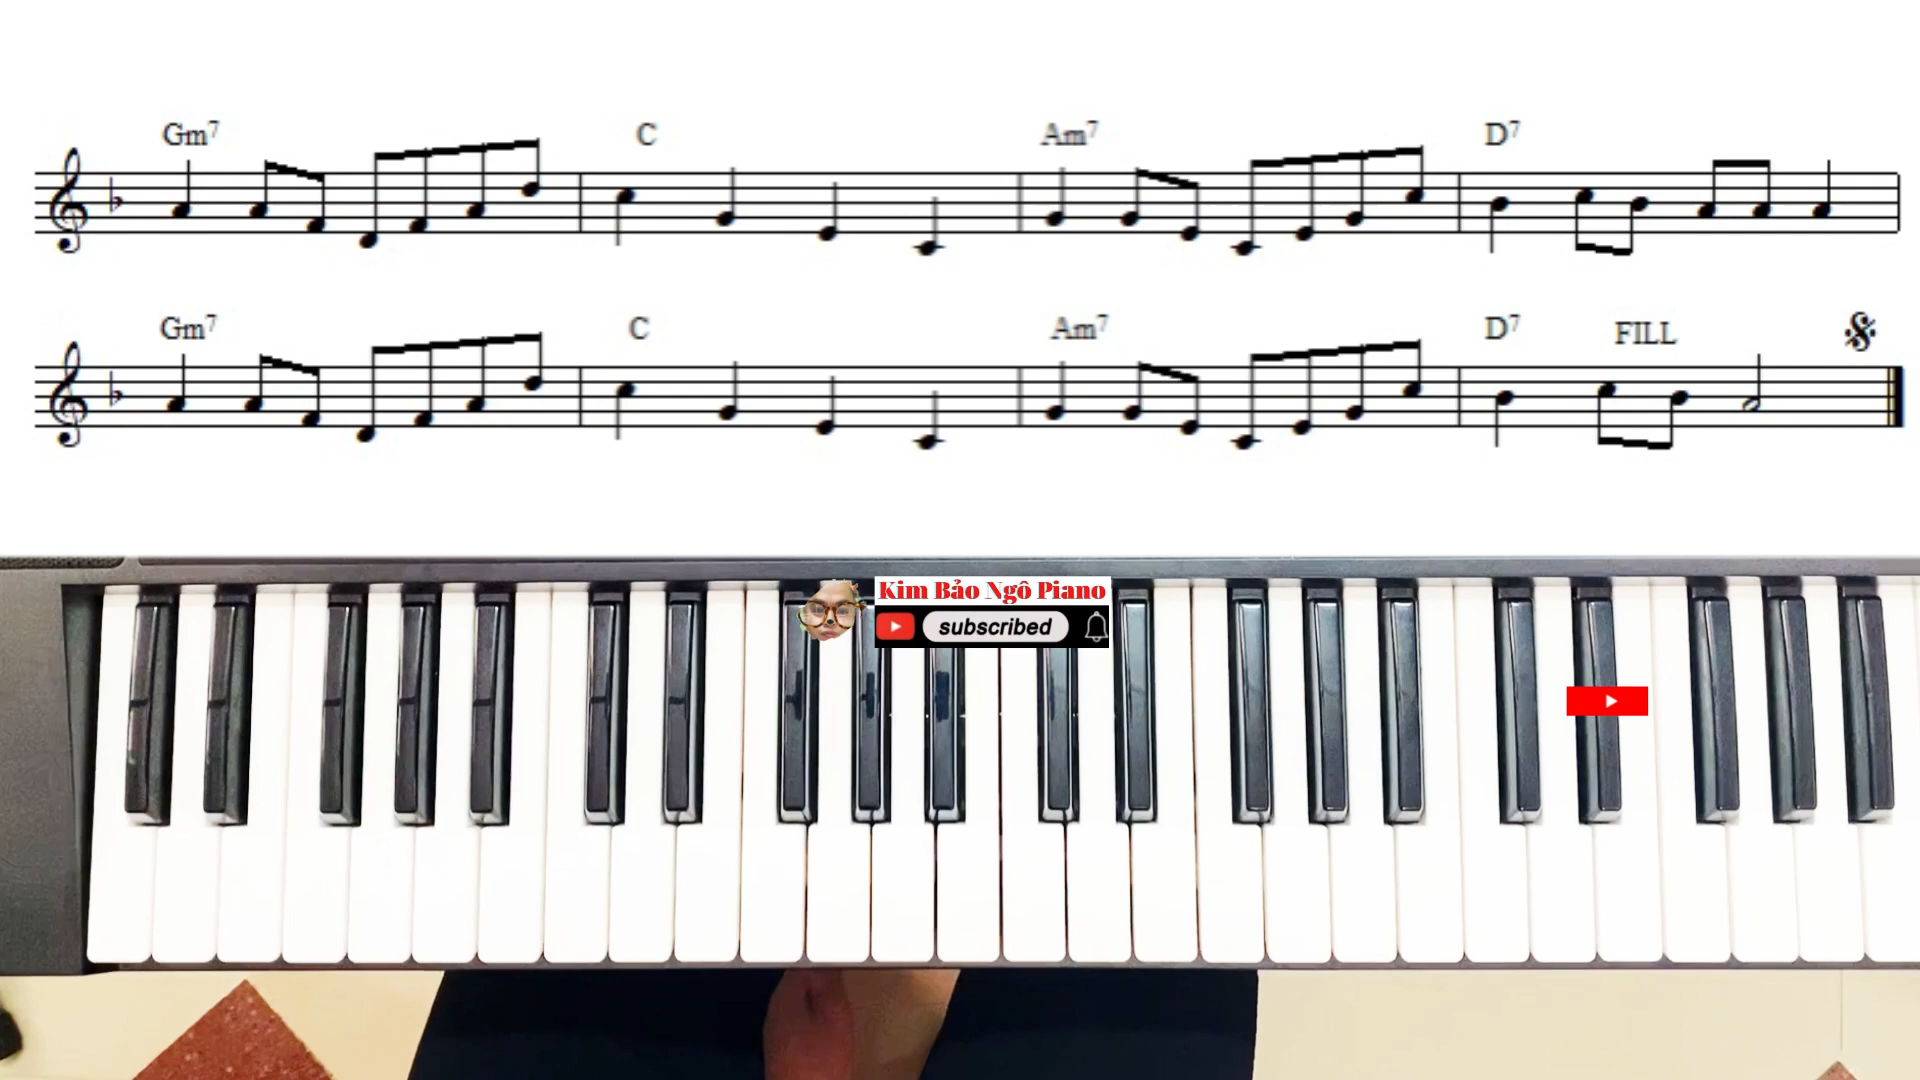 Gm7 C Am7 D7
Gm7 C Am7 D7 FILL
Kim Bảo Ngô Piano
subscribed